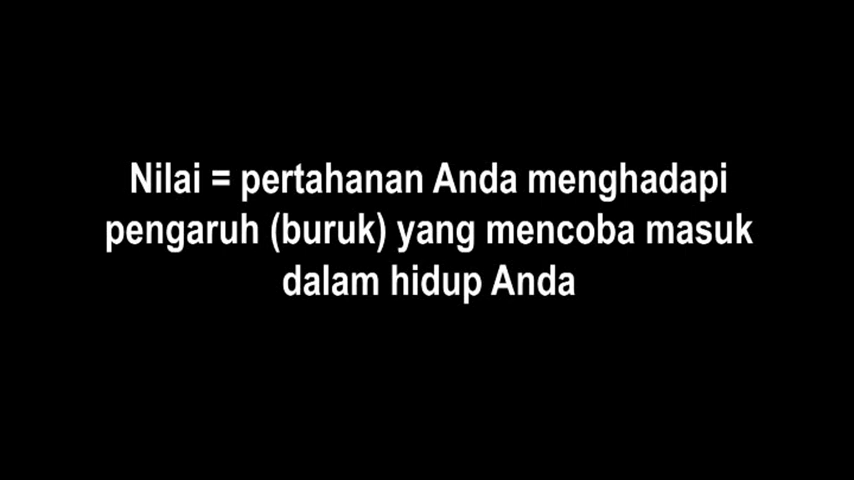 Nilai = pertahanan Anda menghadapi
pengaruh (buruk) yang mencoba masuk
dalam hidup Anda